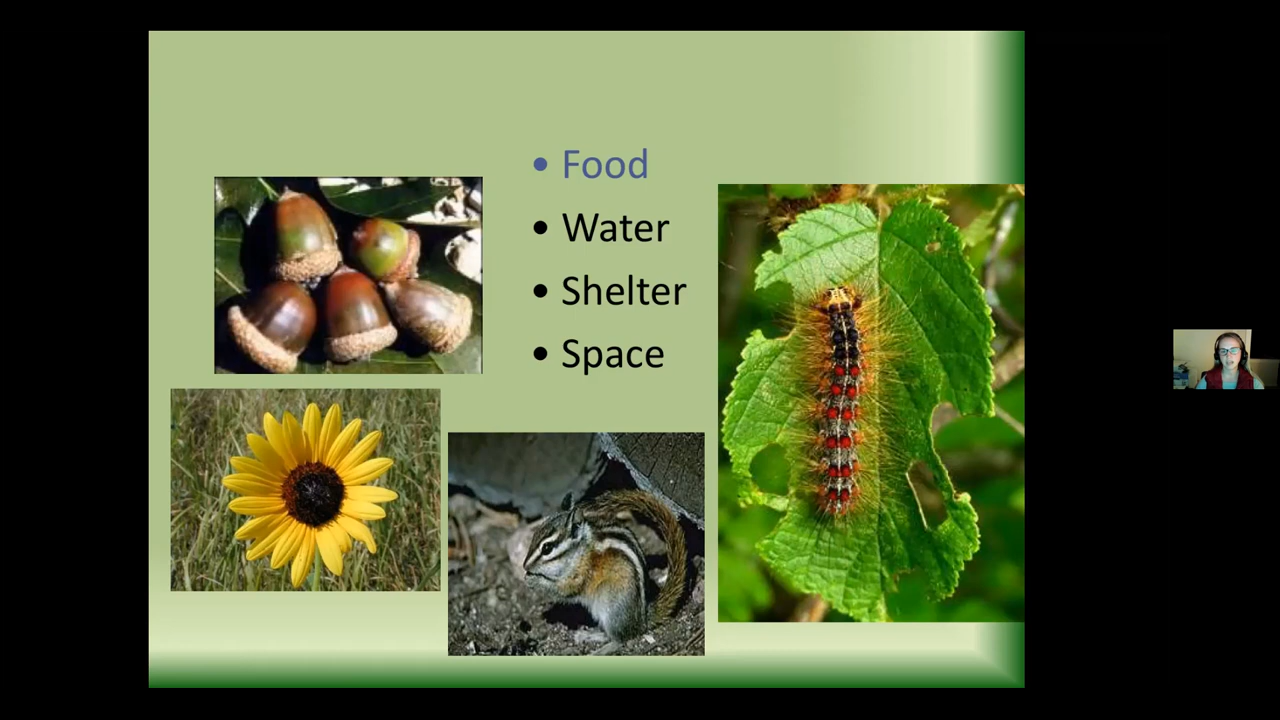 • Food
• Water
• Shelter
• Space